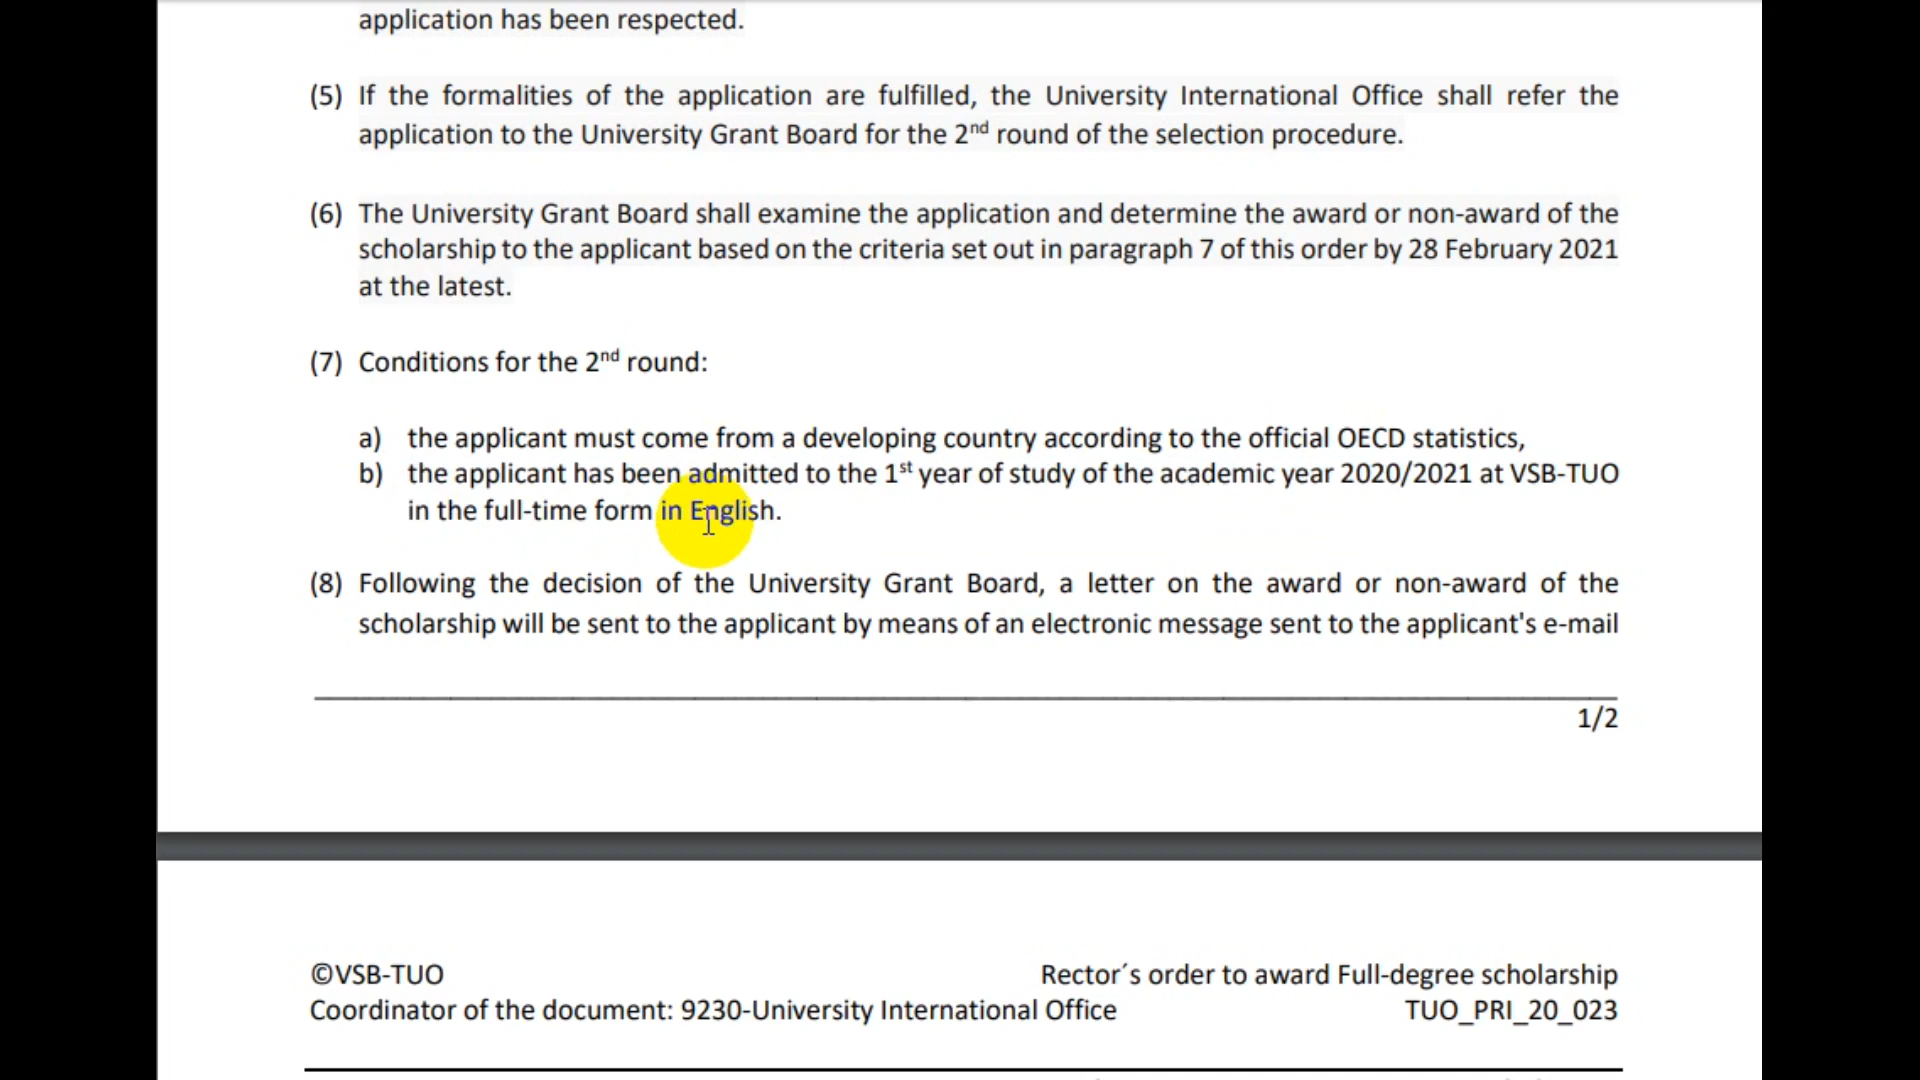 application has been respected.
(5) If the formalities of the application are fulfilled, the University International Office shall refer the
application to the University Grant Board for the 2nd round of the selection procedure.
(6) The University Grant Board shall examine the application and determine the award or non-award of the
scholarship to the applicant based on the criteria set out in paragraph 7 of this order by 28 February 2021
at the latest.
(7) Conditions for the 2nd round:
a) the applicant must come from a developing country according to the official OECD statistics,
b) the applicant has been admitted to the 1st year of study of the academic year 2020/2021 at VSB-TUO
in the full-time form in English.
(8) Following the decision of the University Grant Board, a letter on the award or non-award of the
scholarship will be sent to the applicant by means of an electronic message sent to the applicant's e-mail
1/2
©VSB-TUO Rector´s order to award Full-degree scholarship
Coordinator of the document: 9230-University International Office TUO_PRI_20_023